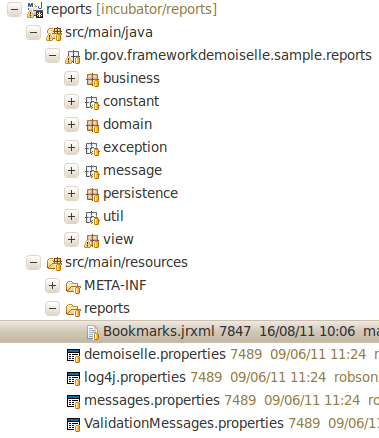 reports [incubator/reports]
src/main/java
br.gov.frameworkdemoiselle.sample.reports
business
constant
domain
exception
message
persistence
util
view
src/main/resources
META-INF
reports
Bookmarks.jrxml 7847 16/08/11 10:06 ma
demoiselle.properties 7489 09/06/11 11:24 r
log4j.properties 7489 09/06/11 11:24 robson
messages.properties 7489 09/06/11 11:24 ro
ValidationMessages.properties 7489 09/06/1